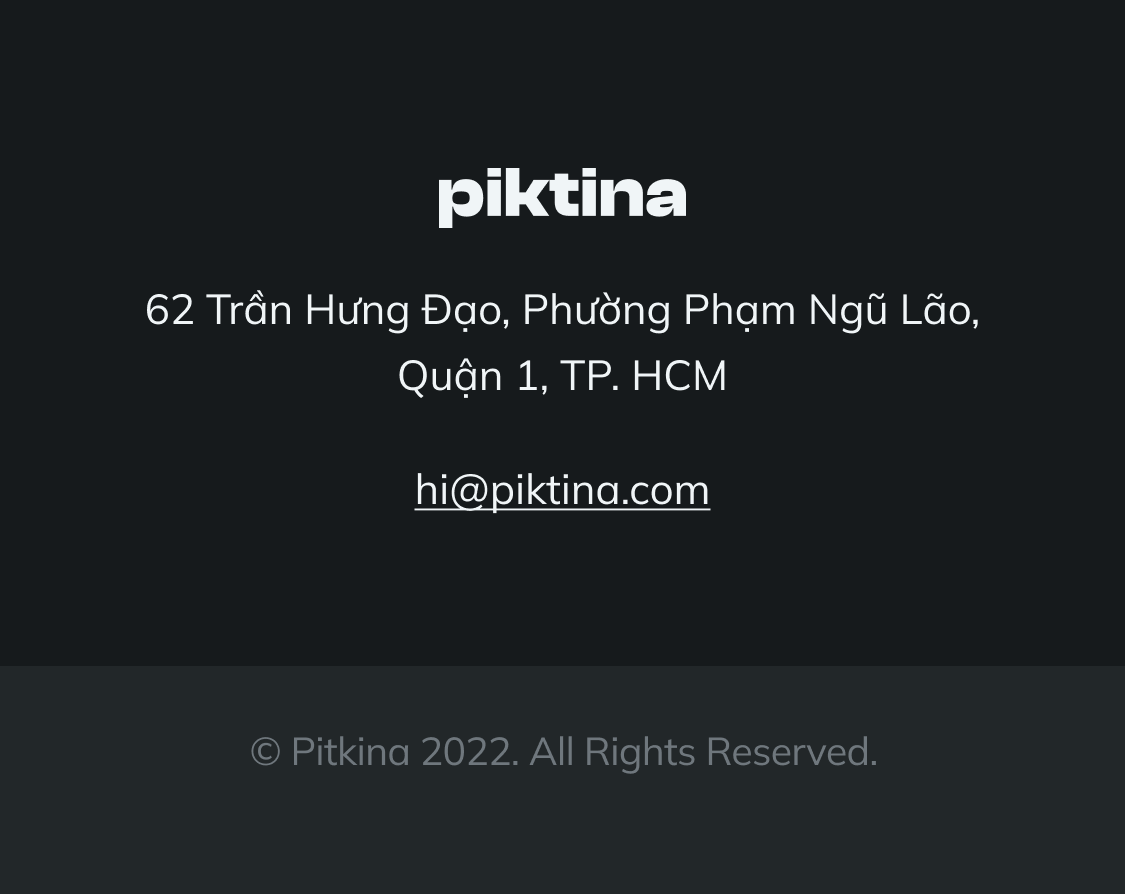 piktina
62 Trần Hưng Đạo, Phường Phạm Ngũ Lão,
Quận 1, TP. HCM
hi@piktina.com
© Pitkina 2022. All Rights Reserved.